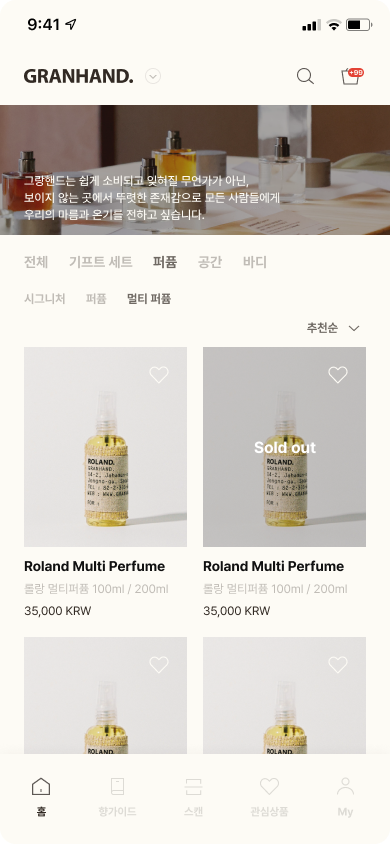 9:41
GRANHAND.
+99
그랑핸드는 쉽게 소비되고 잊혀질 무언가가 아닌,
보이지 않는 곳에서 뚜렷한 존재감으로 모든 사람들에게
우리의 마음과 온기를 전하고 싶습니다.
전체 기프트 세트 퍼퓸 공간 바디
시그니처 퍼퓸 멀티 퍼퓸
추천순
ROLAND.
GRANHAND.
Sold out
ROLAND.
GRANHAND.
Roland Multi Perfume Roland Multi Perfume
롤랑 멀티퍼퓸 100ml / 200ml 롤랑 멀티퍼퓸 100ml / 200ml
35,000 KRW 35,000 KRW
ROLAND. ROLAND.
홈 향가이드 스캔 관심상품 My